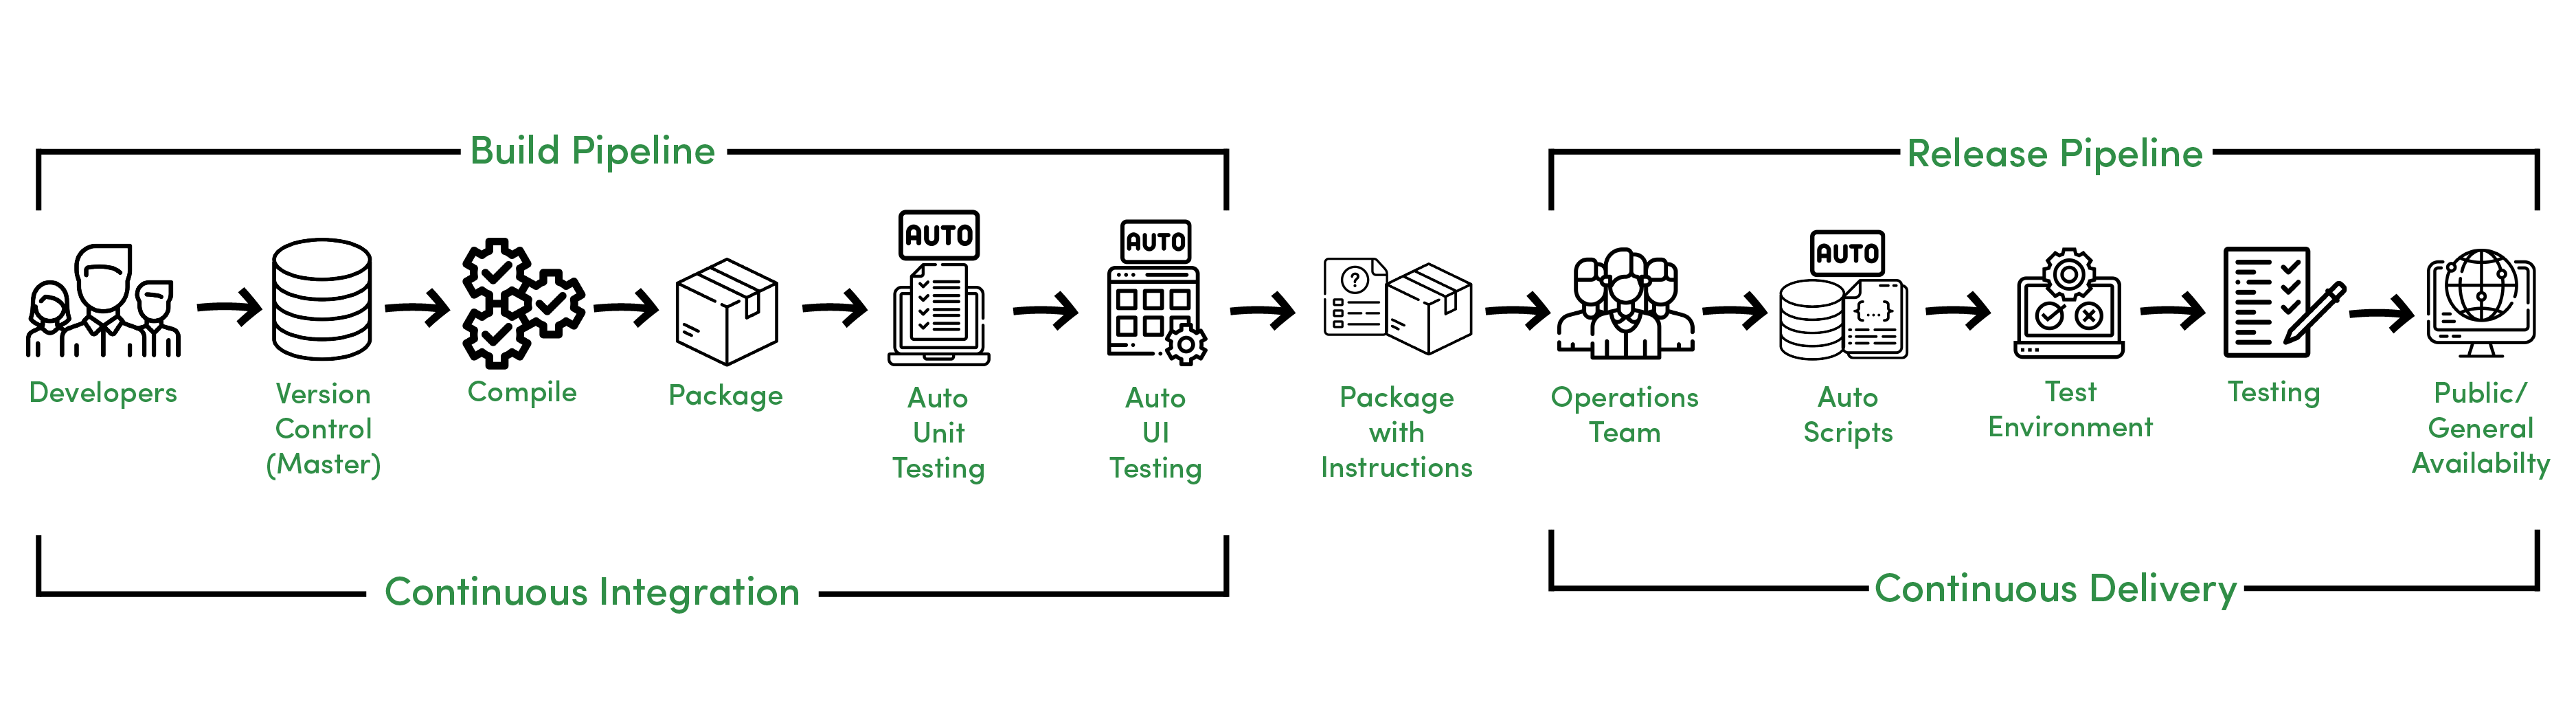 Build Pipeline
Release Pipeline
AUTO
AUTO
AUTO
?
{...}
Developers
Version
Control
(Master)
Compile
Package
Auto
Unit
Testing
Auto
UI
Testing
Package
with
Instructions
Operations
Team
Auto
Scripts
Test
Environment
Testing
Public/
General
Availabilty
Continuous Integration
Continuous Delivery